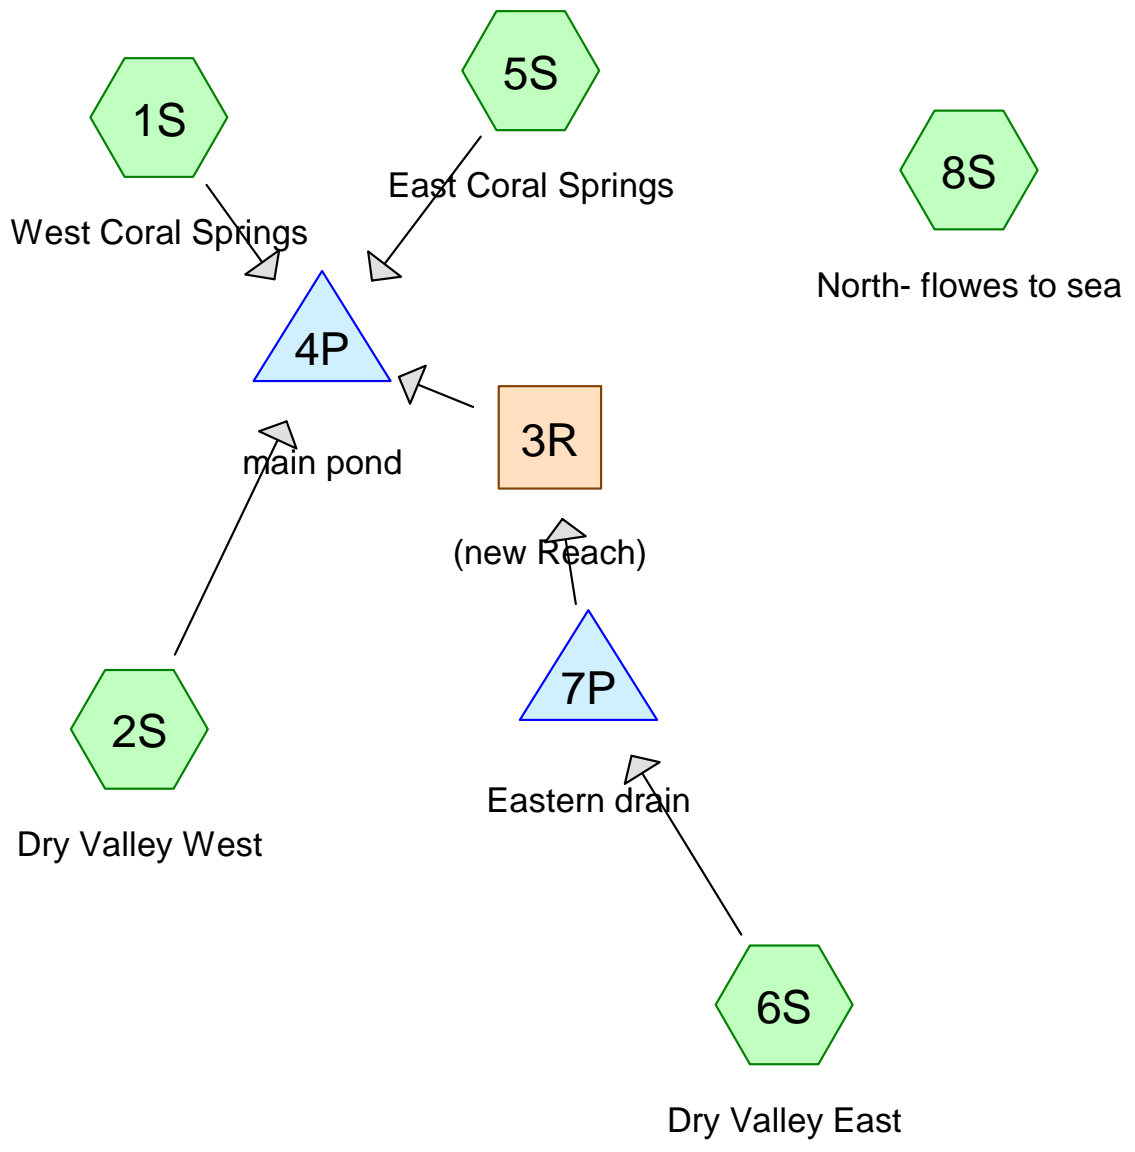 1S
5S
8S
East Coral Springs
West Coral Springs
North- flowes to sea
4P
3R
main pond
(new Reach)
7P
2S
Eastern drain
Dry Valley West
6S
Dry Valley East